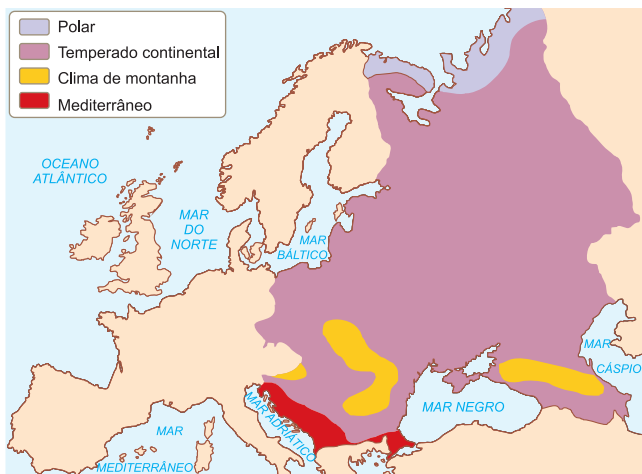 Polar
Temperado continental
Clima de montanha
Mediterrâneo
OCEANO
ATLÂNTICO
MAR
DO
NORTE
MAR
BÁLTICO
MAR
CÁSPIO
MAR NEGRO
MAR ADRIÁTICO
MAR
MEDITERRÂNEO